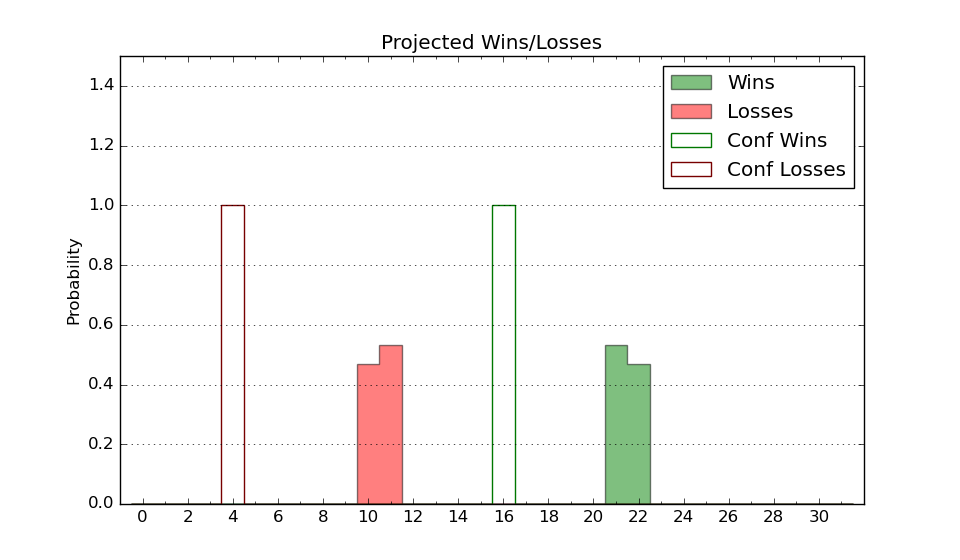 Projected Wins/Losses
1.4
1.2
1.0
0.8
0.6
0.4
0.2
0.0
Probability
Wins
Losses
Conf Wins
Conf Losses
0 2 4 6 8 10 12 14 16 18 20 22 24 26 28 30